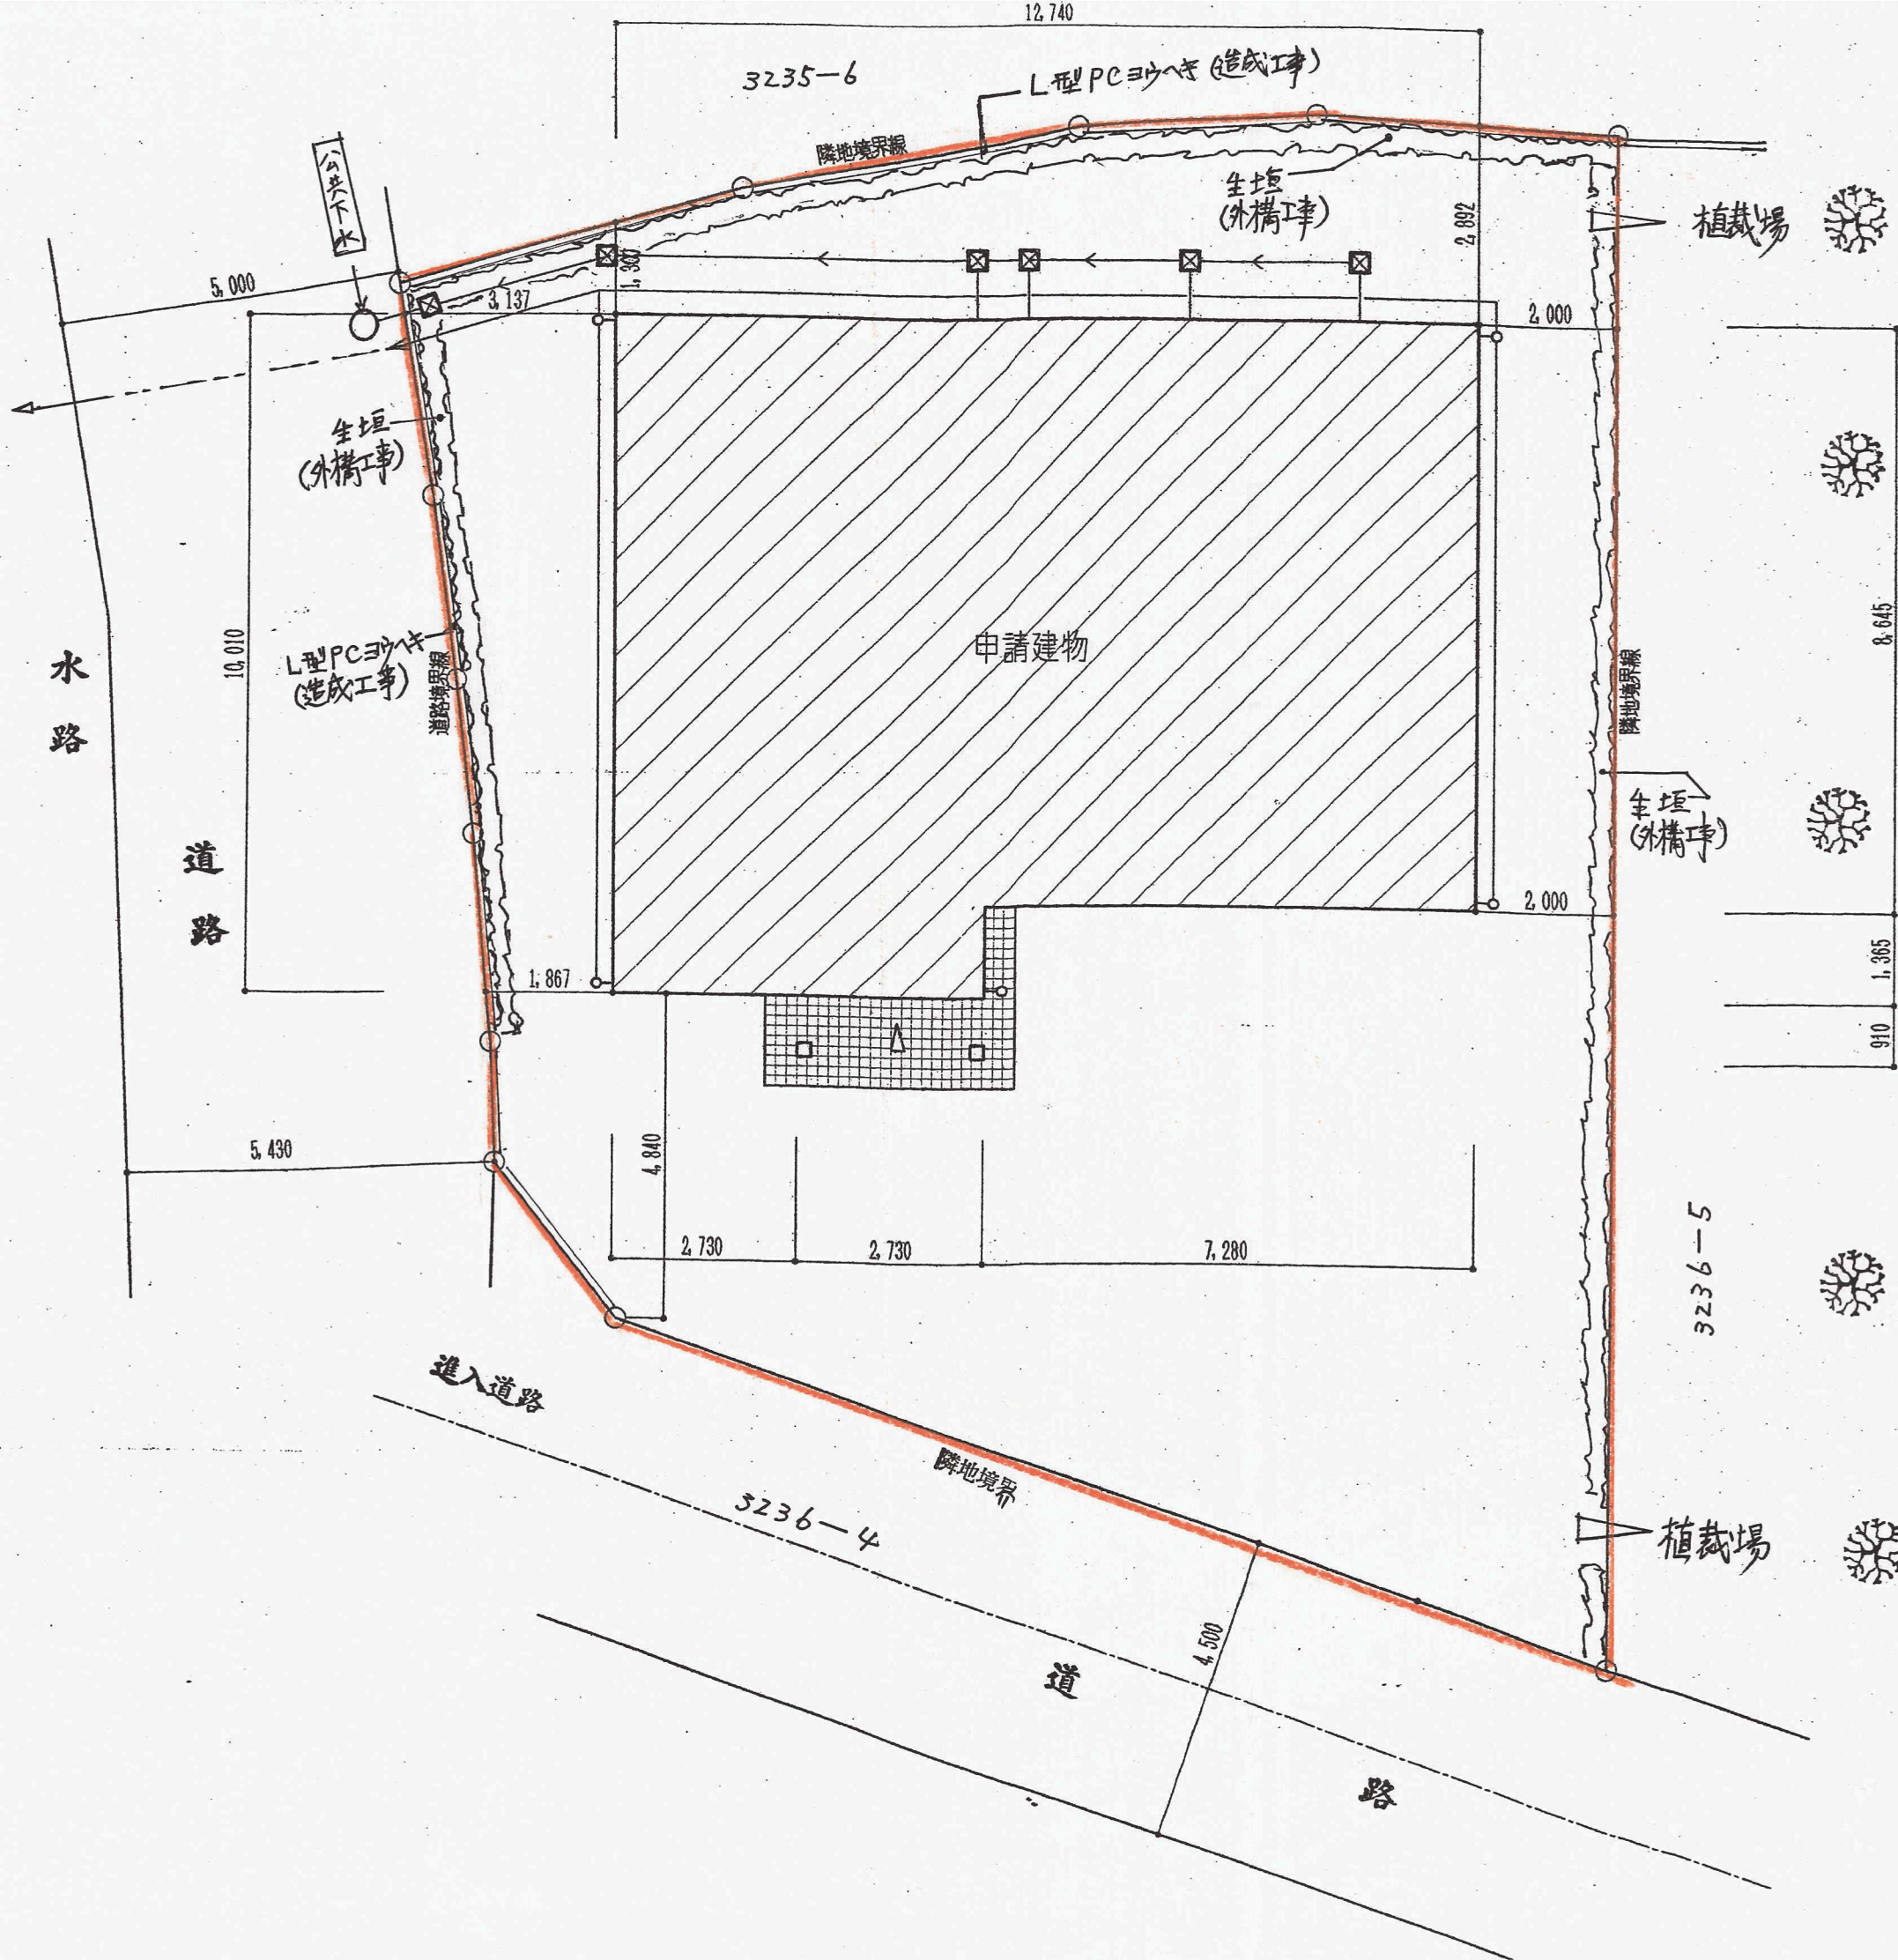 12,740
3235-6
L型PCヨウヘキ(造成工事)
隣地境界線
公共下水
生垣
(外構工事)
2,892
植栽場
5,000
3,137
1,300
2,000
生垣
(外構工事)
10,010
L型PCヨウヘキ
(造成工事)
道路境界線
申請建物
8,645
隣地境界線
水路
生垣
(外構工事)
道路
2,000
1,867
1,365
910
4,840
5,430
2,730
2,730
7,280
3236-5
進入道路
隣地境界
3236-4
植栽場
4,500
道路